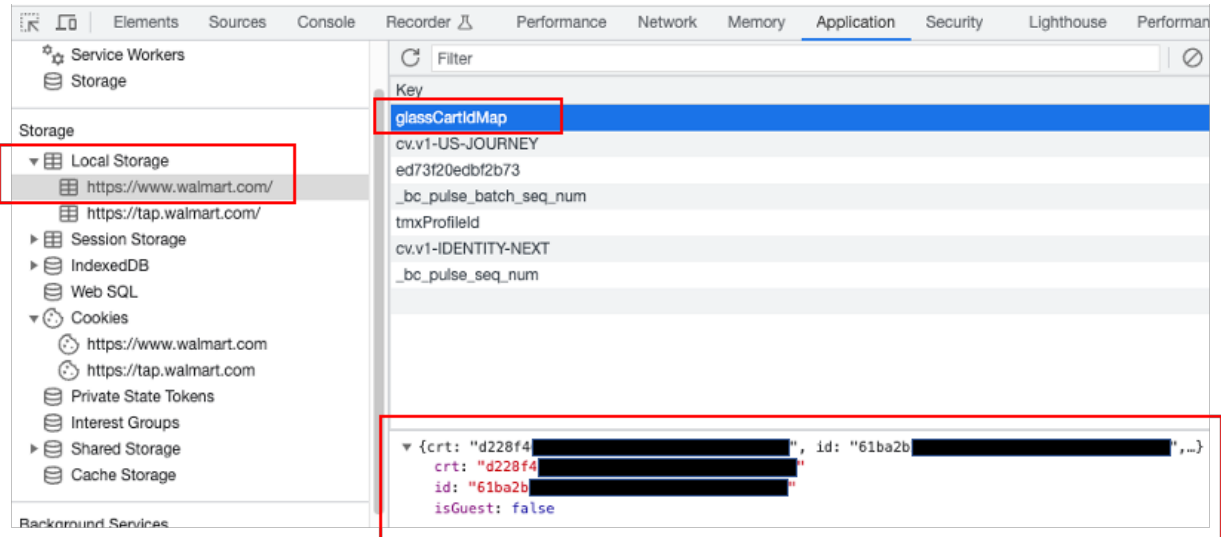 Elements Sources Console Recorder Performance Network Memory Application Security Lighthouse Performan
Service Workers
Storage
Storage
Local Storage
https://www.walmart.com/
https://tap.walmart.com/
Session Storage
IndexedDB
Web SQL
Cookies
https://www.walmart.com
https://tap.walmart.com
Private State Tokens
Interest Groups
Shared Storage
Cache Storage
Background Services
Filter
Key
glassCartIdMap
cv.v1-US-JOURNEY
ed73f20edbf2b73
_bc_pulse_batch_seq_num
tmxProfileId
cv.v1-IDENTITY-NEXT
_bc_pulse_seq_num
{crt: "d228f4 ", id: "61ba2b ",…}
crt: "d228f4 "
id: "61ba2b "
isGuest: false